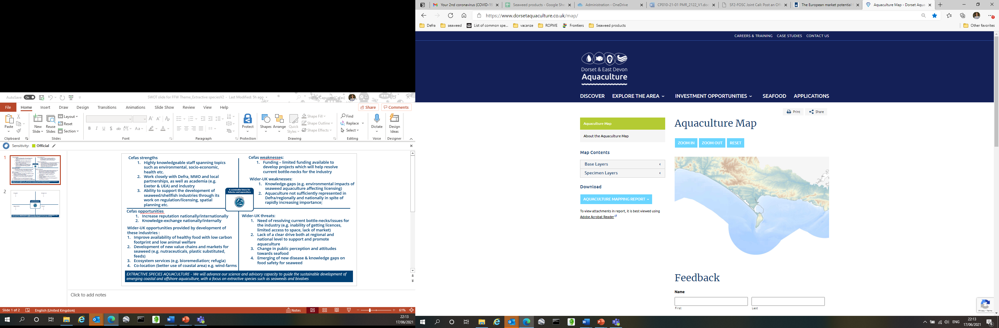 AutoSave On SWOT slide for FFW Theme_Extractive speciesV2 - Last Modified: 5h ago Elisa Capuzzo (Cefas)
File Home Insert Draw Design Transitions Animations Slide Show Review View Help Share Comments
Paste
New Slide
Reuse Slides
Layout
Reset
Section
B I U S ab AV Aa A
Protect
Shapes Arrange Quick Styles
Shape Fill
Shape Outline
Shape Effects
Find
Replace
Select
Dictate
Design Ideas
Clipboard Slides Font Paragraph Protection Drawing Editing Voice Designer
Sensitivity: Official
1
2
Cefas strengths
1. Highly knowledgeable staff spanning topics
such as environmental, socio-economic,
health etc.
2. Work closely with Defra, MMO and local
partnerships, as well as academia (e.g.
Exeter & UEA) and industry
3. Ability to support the development of
seaweed/shellfish industries through its
work on regulation/licensing, spatial
planning etc.
Cefas weaknesses:
1. Funding – limited funding available to
develop projects which will help resolve
current bottle-necks for the industry
Wider-UK weaknesses:
1. Knowledge-gaps (e.g. environmental impacts of
seaweed aquaculture affecting licensing)
2. Aquaculture not sufficiently represented in
Defra/regionally and nationally in spite of
rapidly increasing importance;
A sustainable future for
fisheries and aquaculture.
Cefas opportunities
1. Increase reputation nationally/internationally
2. Knowledge-exchange nationally/internally
Wider-UK opportunities provided by development of
these industries :
1. Improve availability of healthy food with low carbon
footprint and low animal welfare
2. Development of new value chains and markets for
seaweed (e.g. nutraceuticals, plastic substituted,
feeds)
3. Ecosystem services (e.g. bioremediation; refugia)
4. Co-location (better use of coastal area) e.g. wind-farms
Wider-UK threats:
1. Need of resolving current bottle-necks/issues for
the industry (e.g. inability of getting licences,
limited access to space, lack of market)
2. Lack of a clear drive both at regional and
national level to support and promote
aquaculture
3. Change in public perception and attitudes
towards seafood
4. Emerging of new disease & knowledge gaps on
food safety for seaweed
EXTRACTIVE SPECIES AQUACULTURE - We will advance our science and advisory capacity to guide the sustainable development of
emerging coastal and offshore aquaculture, with a focus on extractive species such as seaweeds and bivalves
Click to add notes
Slide 1 of 2 English (United Kingdom) Notes 61%
22:13
17/06/2021
Your 2nd coronavirus (COVID-19 Seaweed products - Google She Administration - OneDrive CP010-21-01 PMR_2122_V1.doc SF2-FOSC Joint Call: Post an Off The European market potential Aquaculture Map - Dorset Aqua
https://www.dorsetaquaculture.co.uk/map/
Defra seaweed List of common spe... vacanze ROPME Frontiers Seaweed products Other favorites
CAREERS & TRAINING CASE STUDIES CONTACT US
Dorset & East Devon
Aquaculture
DISCOVER EXPLORE THE AREA INVESTMENT OPPORTUNITIES SEAFOOD APPLICATIONS
Print Share
Aquaculture Map
About the Aquaculture Map
Map Contents
Base Layers
Specimen Layers
Download
AQUACULTURE MAPPING REPORT
To view attachments in report, it is best viewed using
Adobe Acrobat Reader
Aquaculture Map
ZOOM IN ZOOM OUT RESET
Feedback
Name
First Last
Privacy - Terms
ENG
22:13
17/06/2021
6